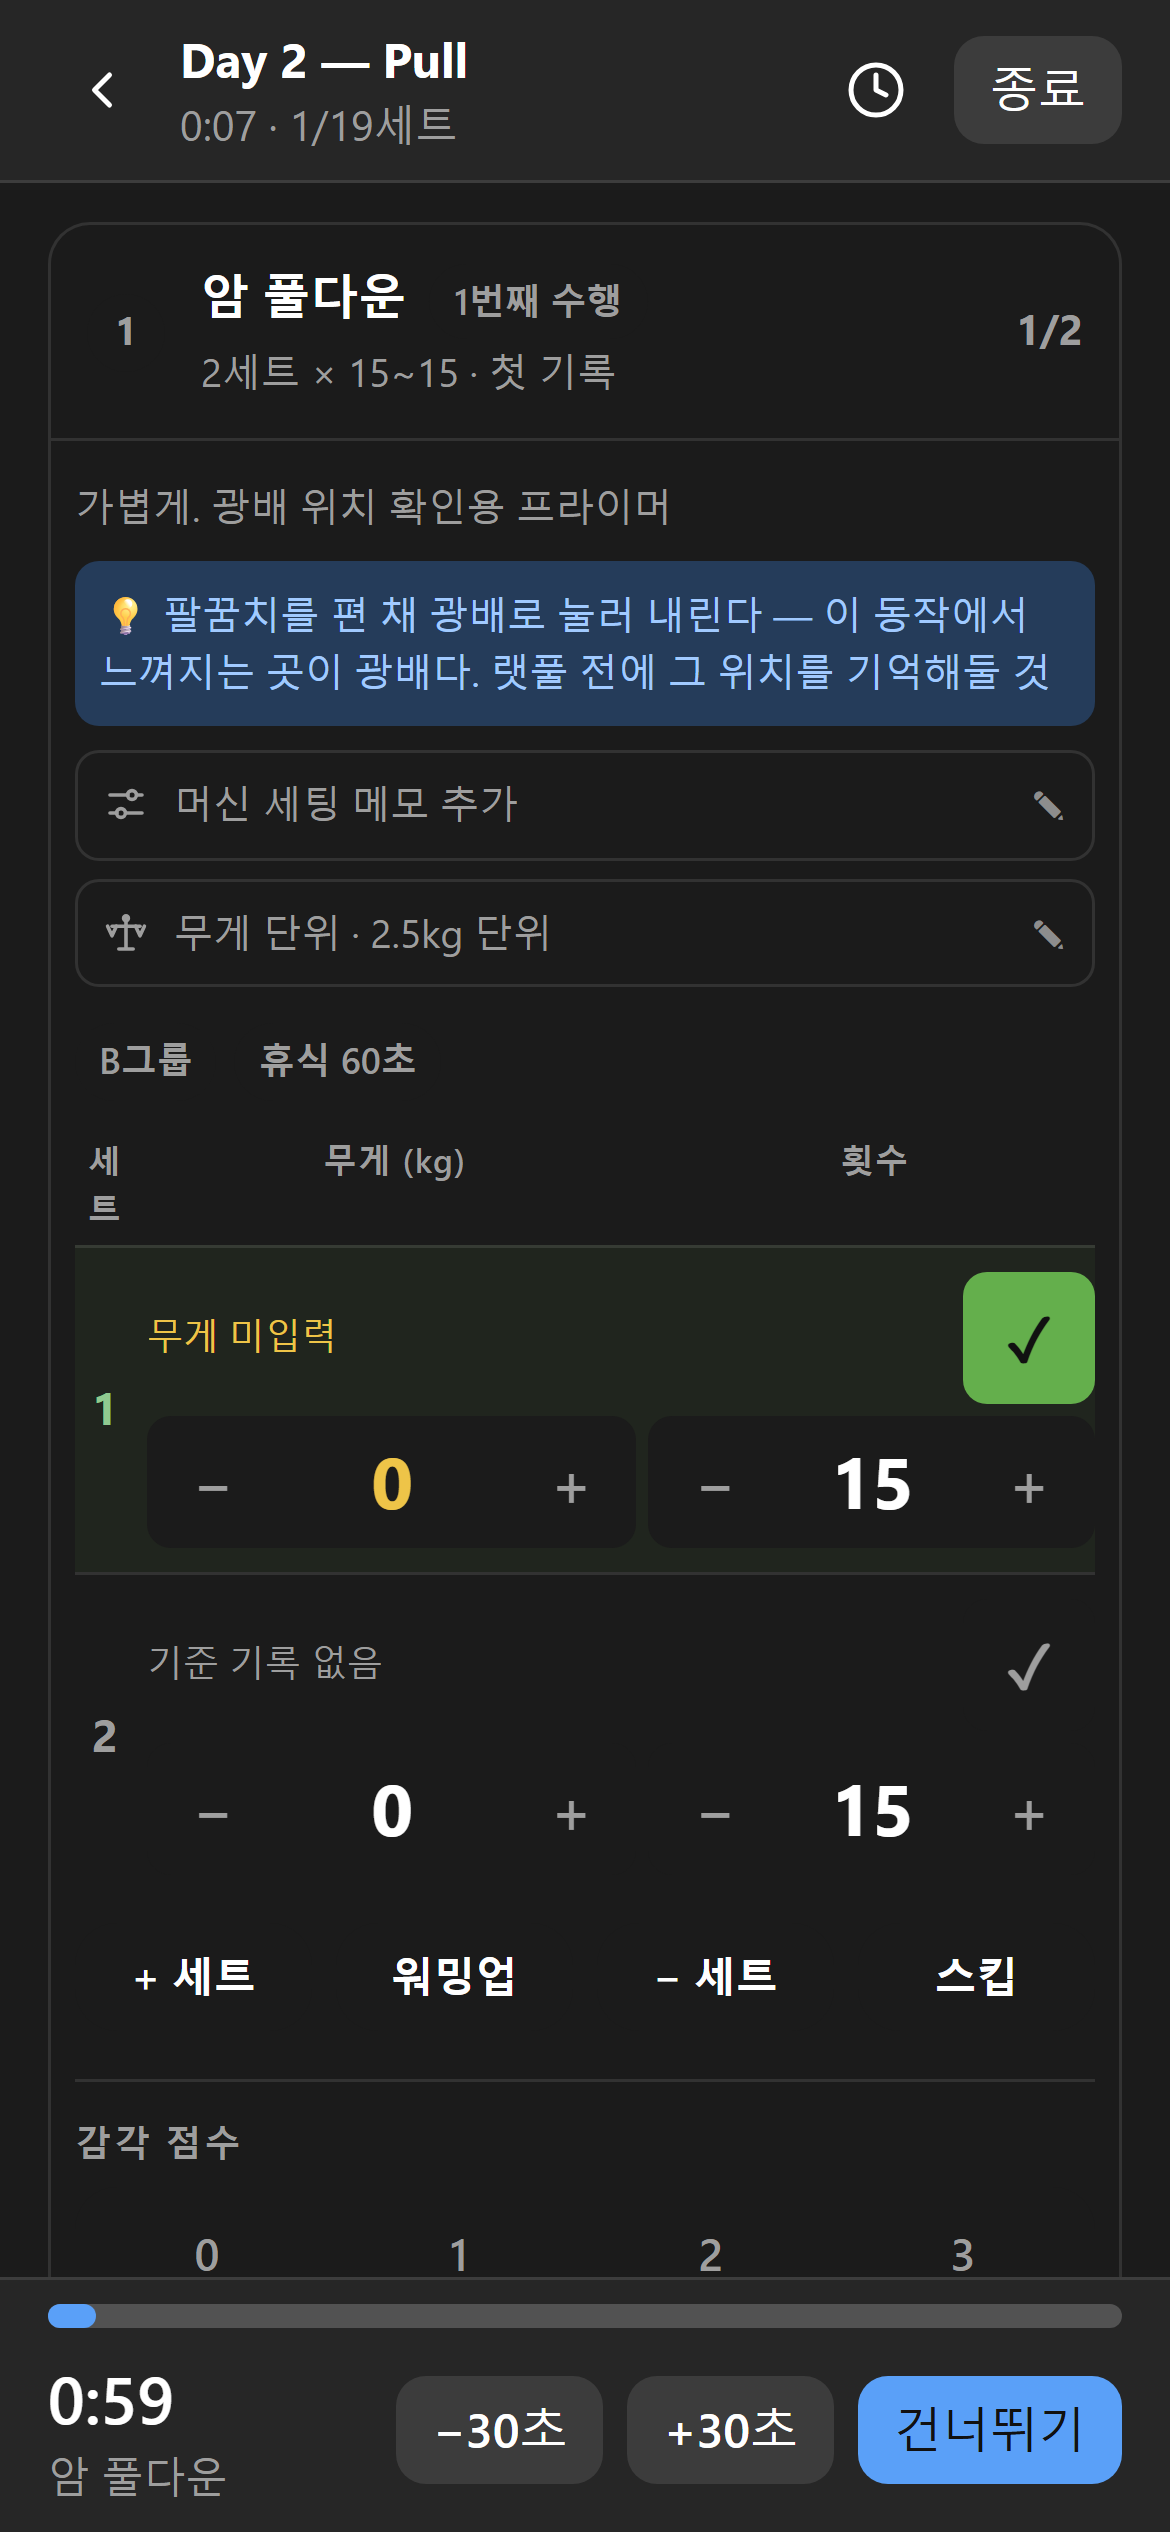 Day 2 — Pull
0:07 · 1/19세트
종료
1
암 풀다운 1번째 수행
2세트 × 15~15 · 첫 기록
1/2
가볍게. 광배 위치 확인용 프라이머
💡 팔꿈치를 편 채 광배로 눌러 내린다 — 이 동작에서
느껴지는 곳이 광배다. 랫풀 전에 그 위치를 기억해둘 것
머신 세팅 메모 추가
무게 단위 · 2.5kg 단위
B그룹 휴식 60초
세트 무게 (kg) 횟수
무게 미입력 ✓
1
− 0 + − 15 +
기준 기록 없음 ✓
2
− 0 + − 15 +
+ 세트 워밍업 − 세트 스킵
감각 점수
0 1 2 3
0:59
암 풀다운
−30초 +30초 건너뛰기